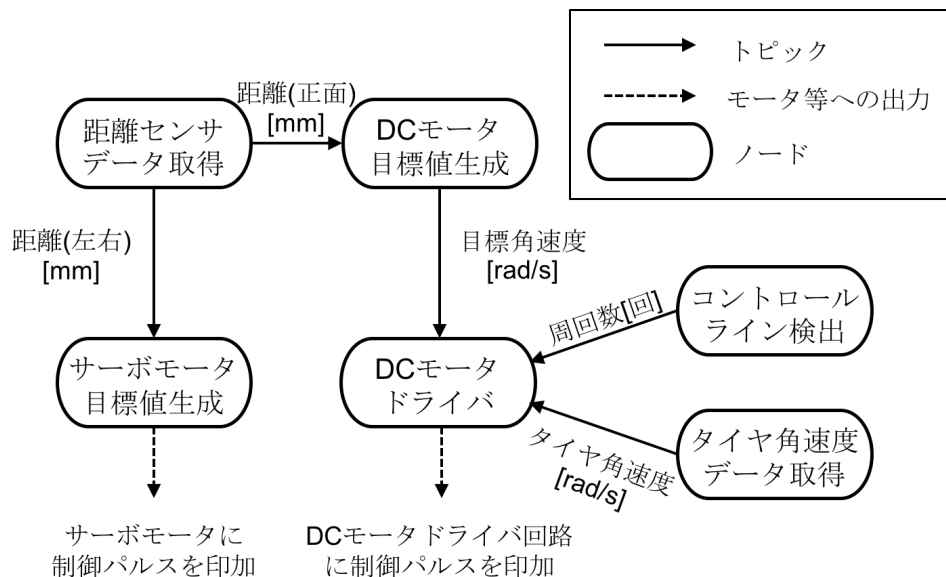 トピック
モータ等への出力
ノード
距離(正面)
[mm]
距離センサ
データ取得
DCモータ
目標値生成
距離(左右)
[mm]
目標角速度
[rad/s]
周回数[回]
コントロール
ライン検出
サーボモータ
目標値生成
DCモータ
ドライバ
タイヤ角速度
[rad/s]
タイヤ角速度
データ取得
サーボモータに
制御パルスを印加
DCモータドライバ回路
に制御パルスを印加